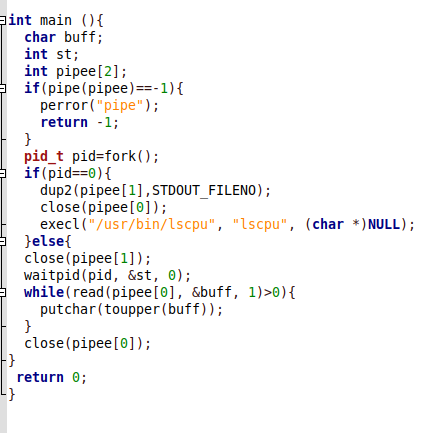 int main (){
char buff;
int st;
int pipee[2];
if(pipe(pipee)==-1){
perror("pipe");
return -1;
}
pid_t pid=fork();
if(pid==0){
dup2(pipee[1],STDOUT_FILENO);
close(pipee[0]);
execl("/usr/bin/lscpu", "lscpu", (char *)NULL);
}else{
close(pipee[1]);
waitpid(pid, &st, 0);
while(read(pipee[0], &buff, 1)>0){
putchar(toupper(buff));
}
close(pipee[0]);
}
return 0;
}